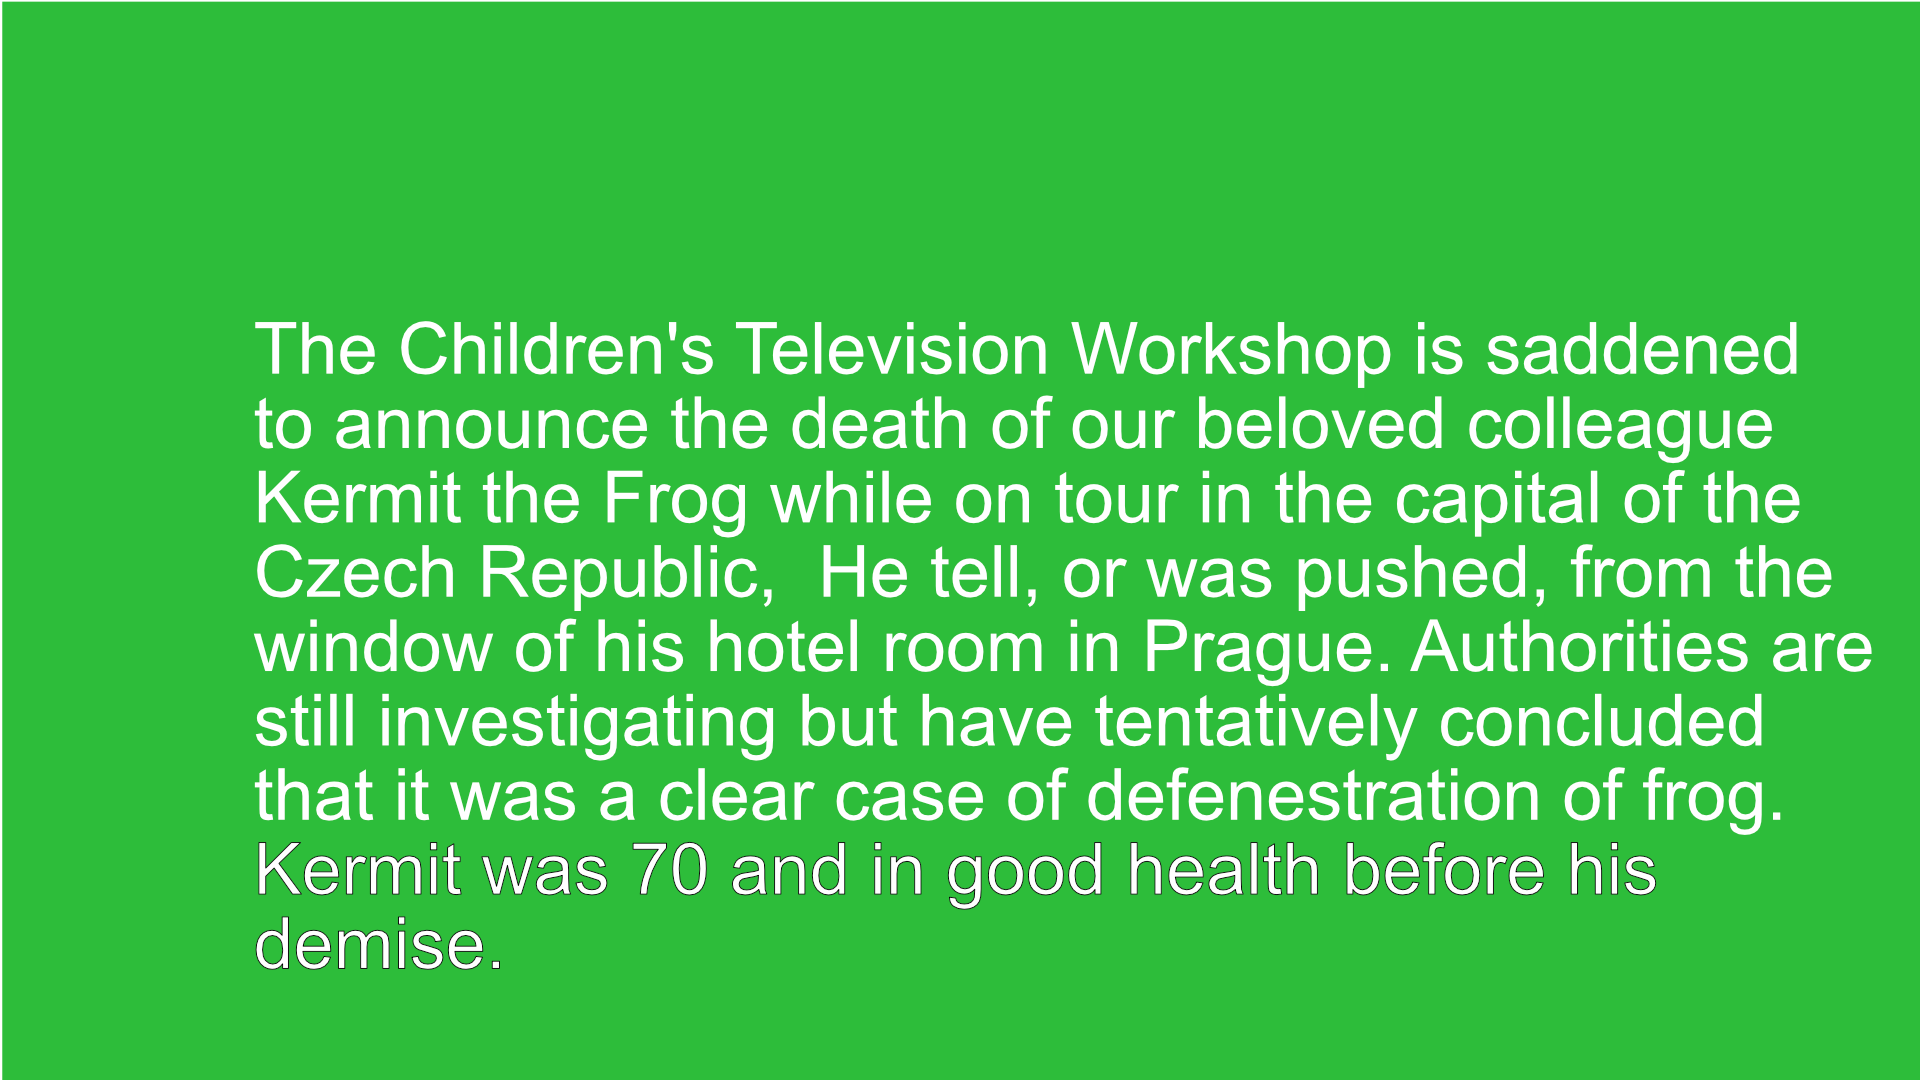 The Children's Television Workshop is saddened
to announce the death of our beloved colleague
Kermit the Frog while on tour in the capital of the
Czech Republic,  He tell, or was pushed, from the
window of his hotel room in Prague. Authorities are
still investigating but have tentatively concluded
that it was a clear case of defenestration of frog.
Kermit was 70 and in good health before his
demise.